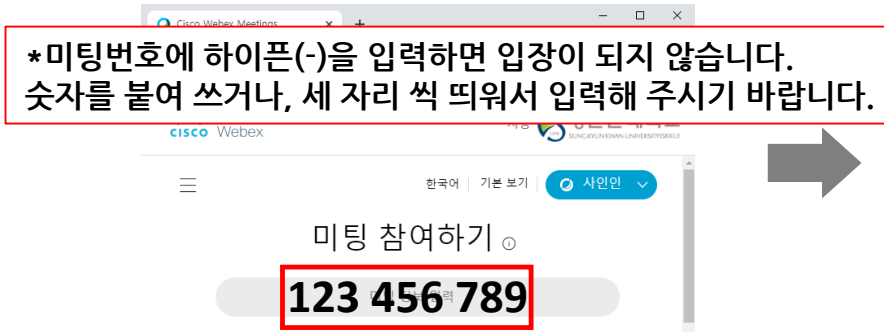 Cisco Webex Meetings
*미팅번호에 하이픈(-)을 입력하면 입장이 되지 않습니다.
숫자를 붙여 쓰거나, 세 자리 씩 띄워서 입력해 주시기 바랍니다.
cisco Webex
SUNGKYUNKWAN UNIVERSITY(SKKU)
한국어 기본 보기 사인인
미팅 참여하기
123 456 789